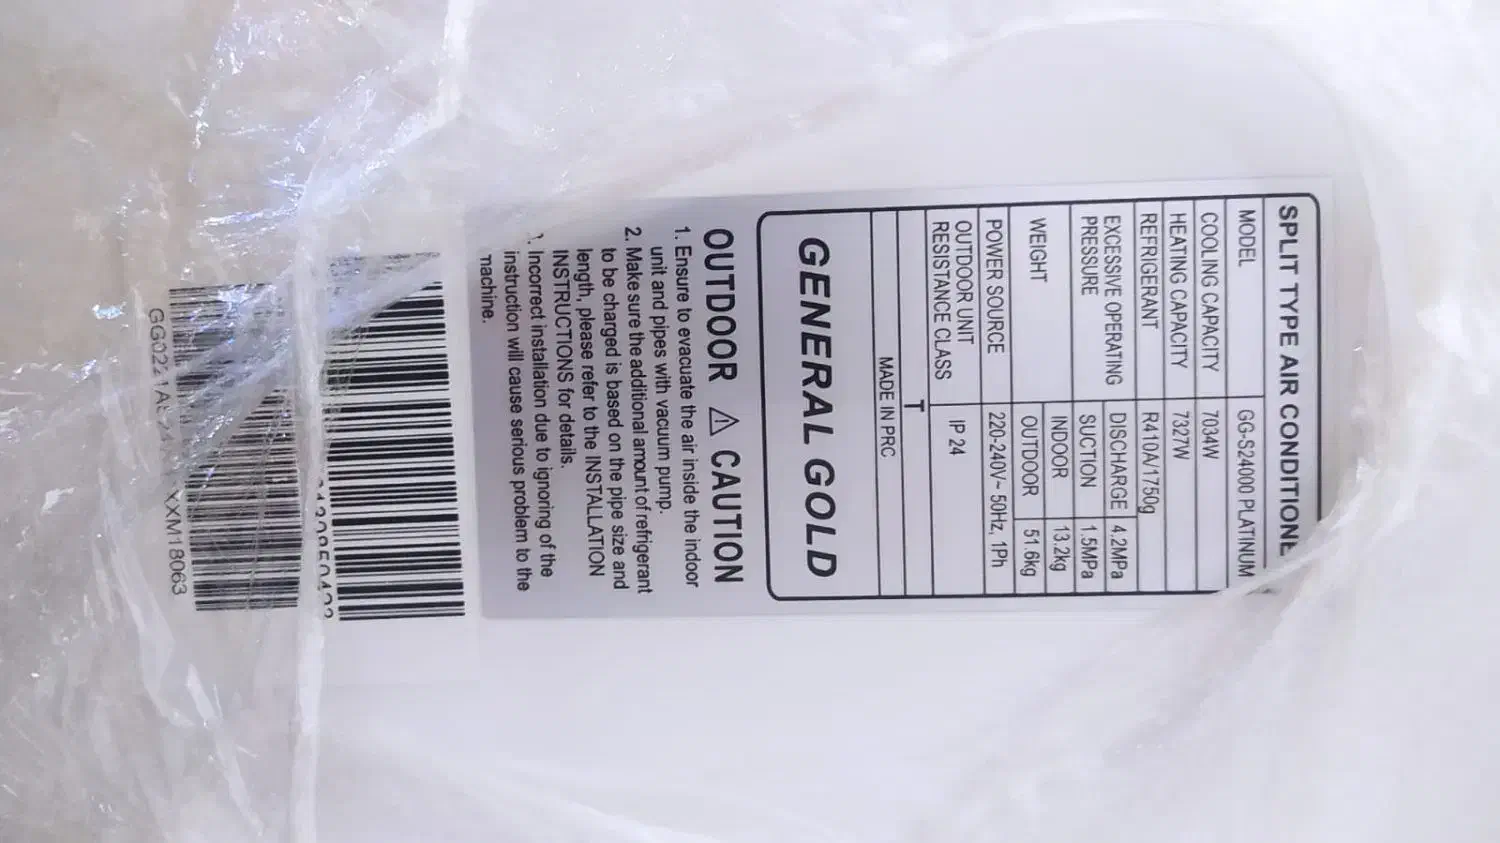 SPLIT TYPE AIR CONDITIONE
MODEL GG-S24000 PLATINUM
COOLING CAPACITY 7034W
HEATING CAPACITY 7327W
REFRIGERANT R410A/1750g
EXCESSIVE OPERATING PRESSURE DISCHARGE 4.2MPa
SUCTION 1.5MPa
WEIGHT INDOOR 13.2kg
OUTDOOR 51.6kg
POWER SOURCE 220-240V~ 50Hz, 1Ph
OUTDOOR UNIT
RESISTANCE CLASS IP 24
T
MADE IN PRC
GENERAL GOLD
OUTDOOR ⚠ CAUTION
1. Ensure to evacuate the air inside the indoor
unit and pipes with vacuum pump.
2. Make sure the additional amount of refrigerant
to be charged is based on the pipe size and
length, please refer to the INSTALLATION
INSTRUCTIONS for details.
Incorrect installation due to ignoring of the
instruction will cause serious problem to the
machine.